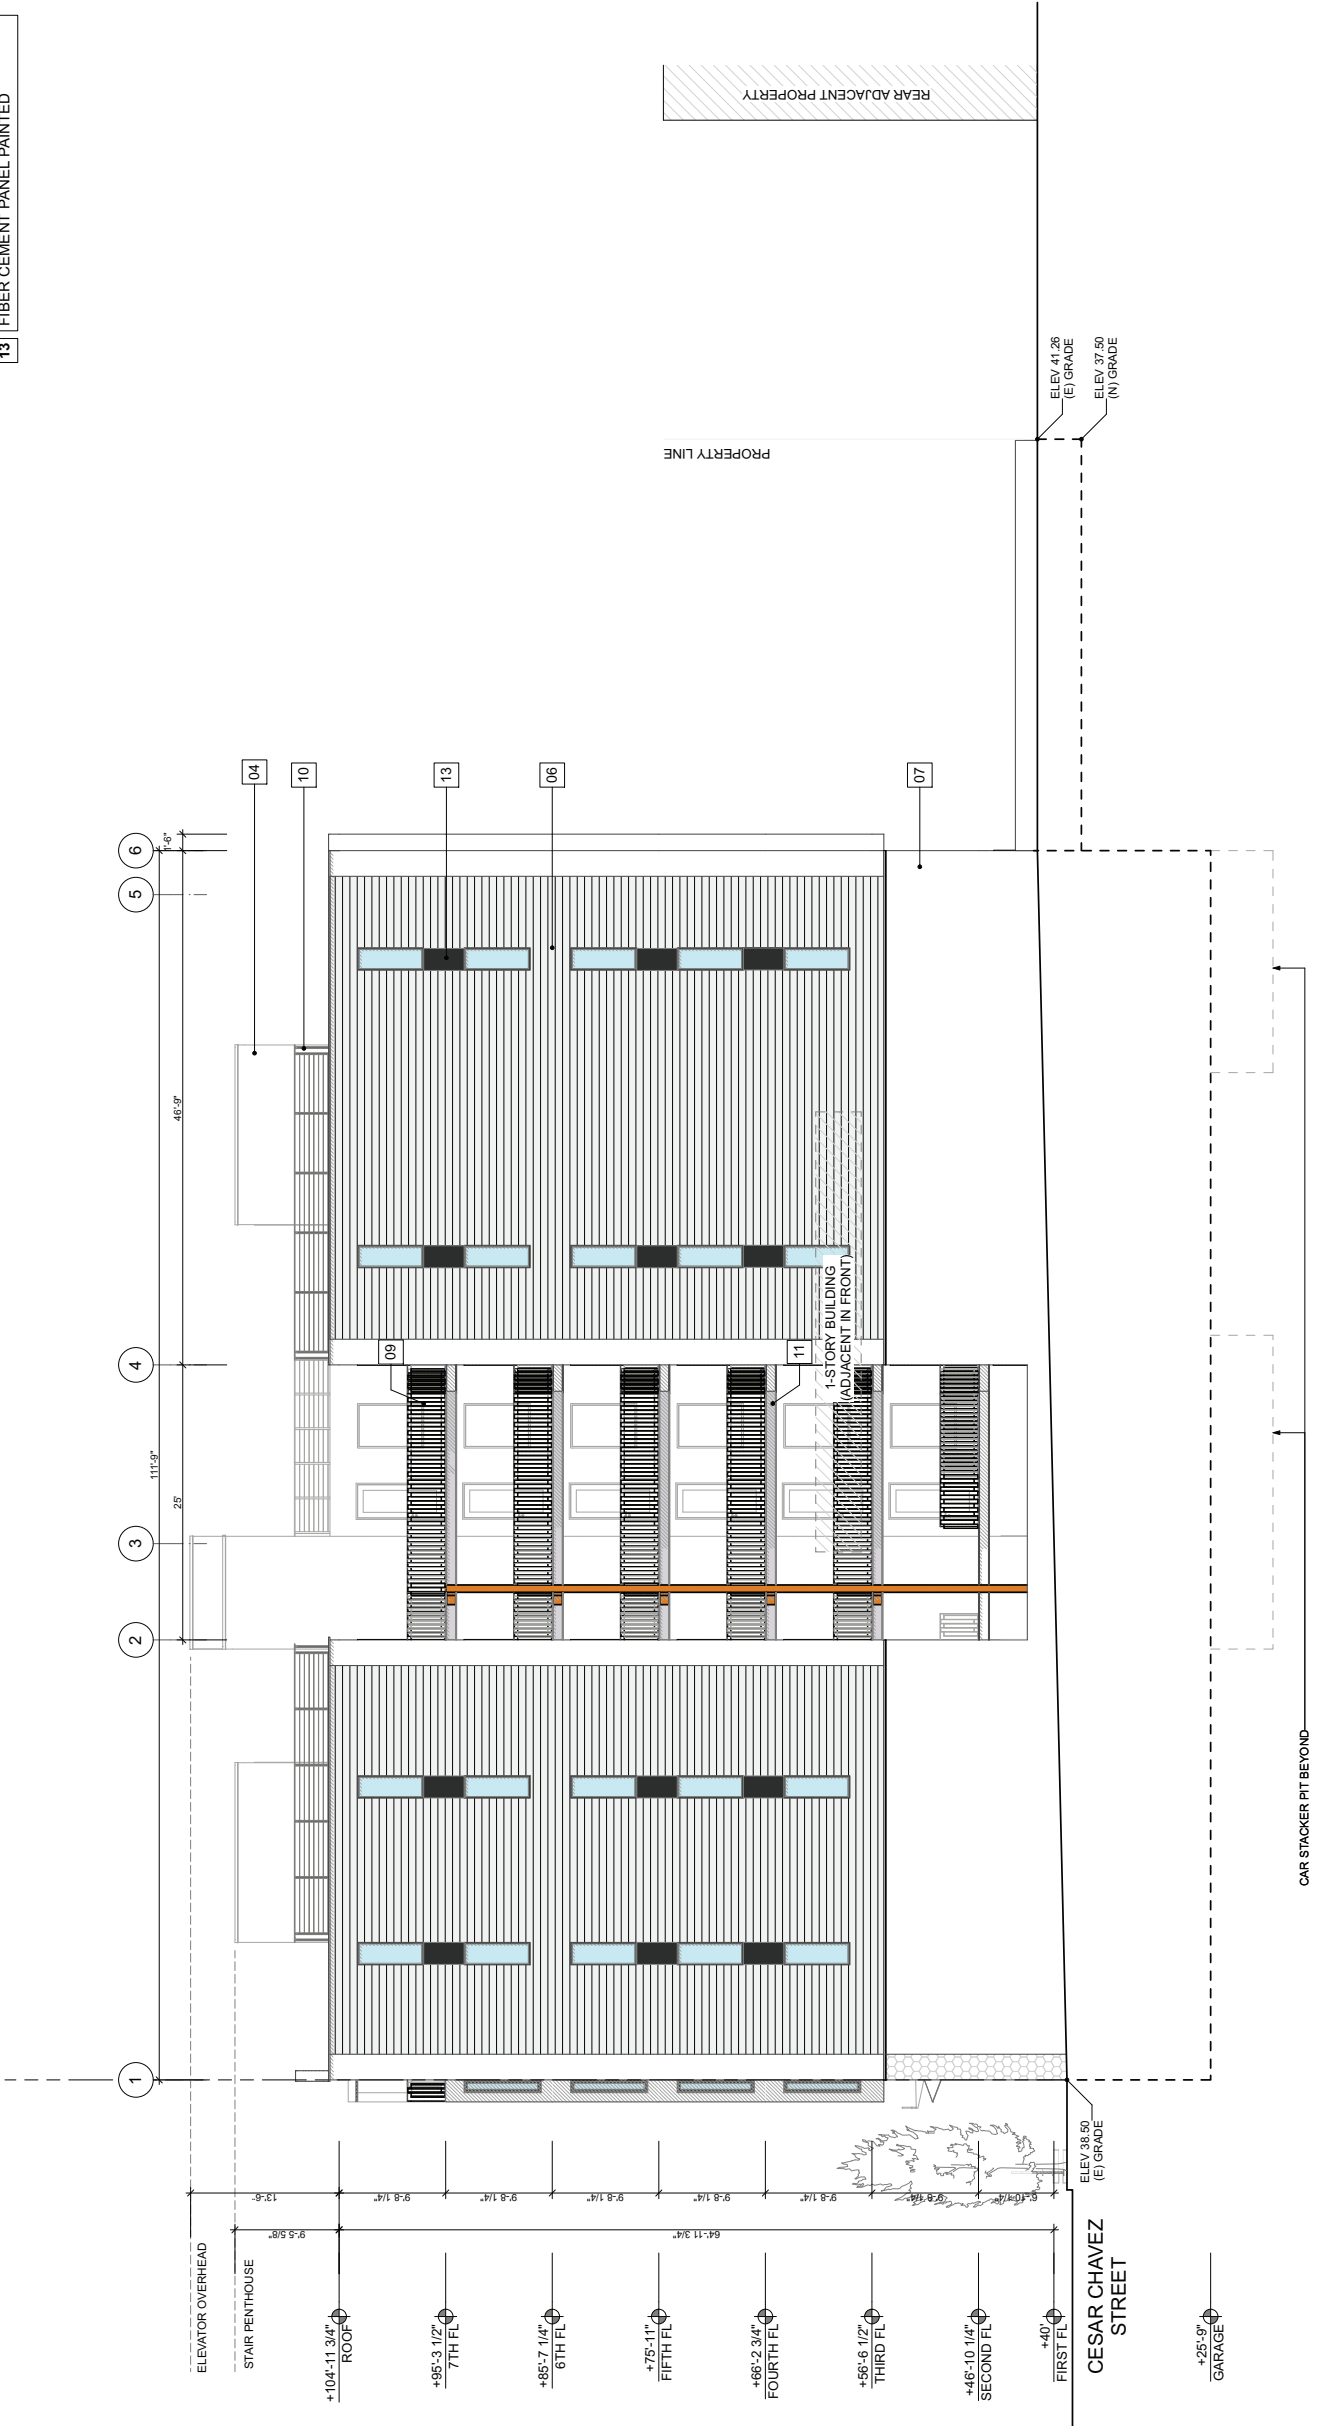 13 FIBER CEMENT PANEL PAINTED
REAR ADJACENT PROPERTY
PROPERTY LINE
ELEV 41.26
(E) GRADE
ELEV 37.50
(N) GRADE
04
10
13
06
07
6
5
4
3
2
1
1'-6"
46'-9"
111'-9"
25'
09
11
1-STORY BUILDING
(ADJACENT IN FRONT)
CAR STACKER PIT BEYOND
ELEV 38.50
(E) GRADE
13'-6"
9'-8 1/4"
9'-8 1/4"
9'-8 1/4"
9'-8 1/4"
9'-8 1/4"
9'-8 1/4"
6'-10 1/4"
9'-5 5/8"
64'-11 3/4"
ELEVATOR OVERHEAD
STAIR PENTHOUSE
+104'-11 3/4"
ROOF
+95'-3 1/2"
7TH FL
+85'-7 1/4"
6TH FL
+75'-11"
FIFTH FL
+66'-2 3/4"
FOURTH FL
+56'-6 1/2"
THIRD FL
+46'-10 1/4"
SECOND FL
+40'
FIRST FL
CESAR CHAVEZ
STREET
+25'-9"
GARAGE